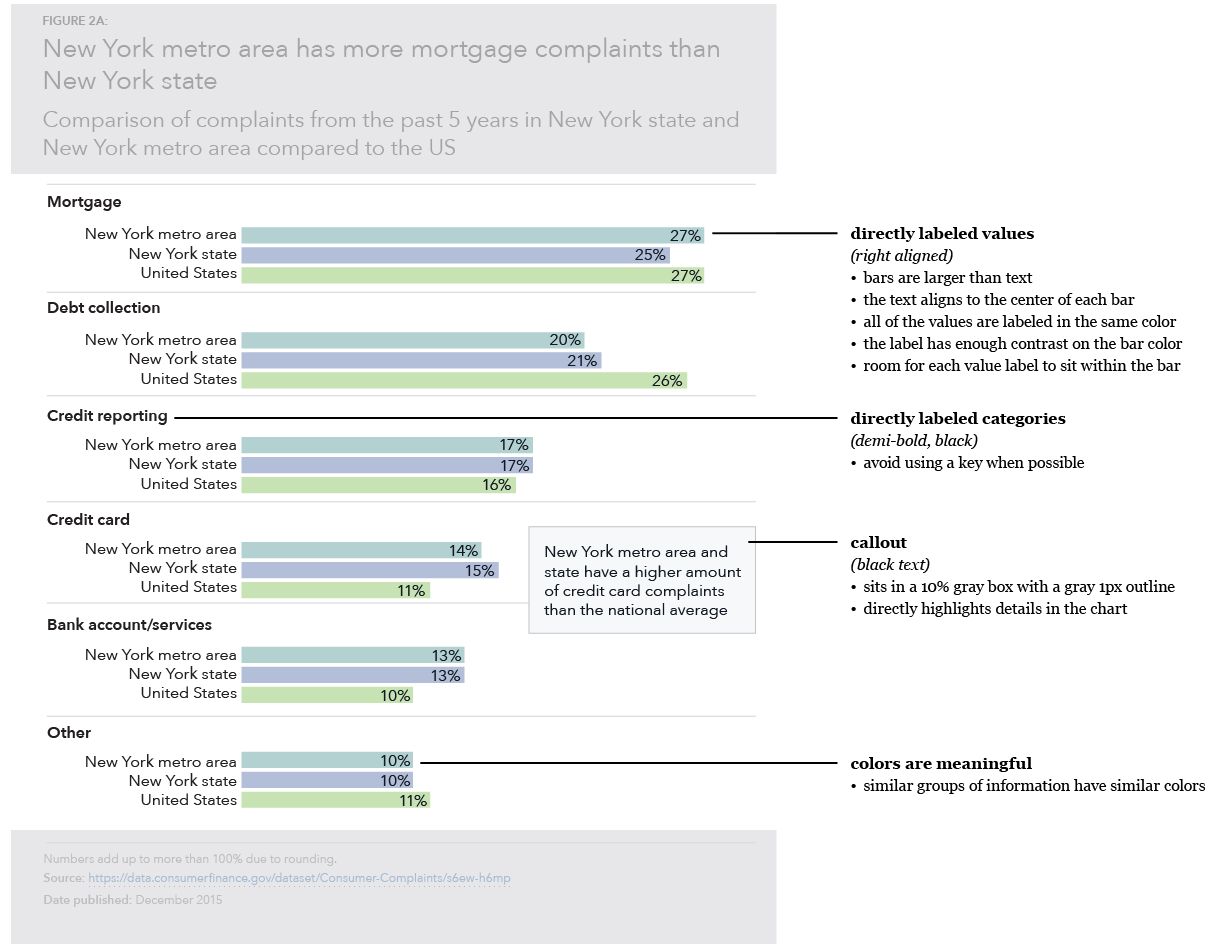 FIGURE 2A:
New York metro area has more mortgage complaints than
New York state
Comparison of complaints from the past 5 years in New York state and
New York metro area compared to the US
Mortgage
New York metro area 27%
New York state 25%
United States 27%
directly labeled values
(right aligned)
• bars are larger than text
• the text aligns to the center of each bar
• all of the values are labeled in the same color
• the label has enough contrast on the bar color
• room for each value label to sit within the bar
Debt collection
New York metro area 20%
New York state 21%
United States 26%
Credit reporting
directly labeled categories
(demi-bold, black)
• avoid using a key when possible
New York metro area 17%
New York state 17%
United States 16%
Credit card
New York metro area 14%
New York state 15%
United States 11%
New York metro area and
state have a higher amount
of credit card complaints
than the national average
callout
(black text)
• sits in a 10% gray box with a gray 1px outline
• directly highlights details in the chart
Bank account/services
New York metro area 13%
New York state 13%
United States 10%
Other
New York metro area 10%
New York state 10%
United States 11%
colors are meaningful
• similar groups of information have similar colors
Numbers add up to more than 100% due to rounding.
Source: https://data.consumerfinance.gov/dataset/Consumer-Complaints/s6ew-h6mp
Date published: December 2015